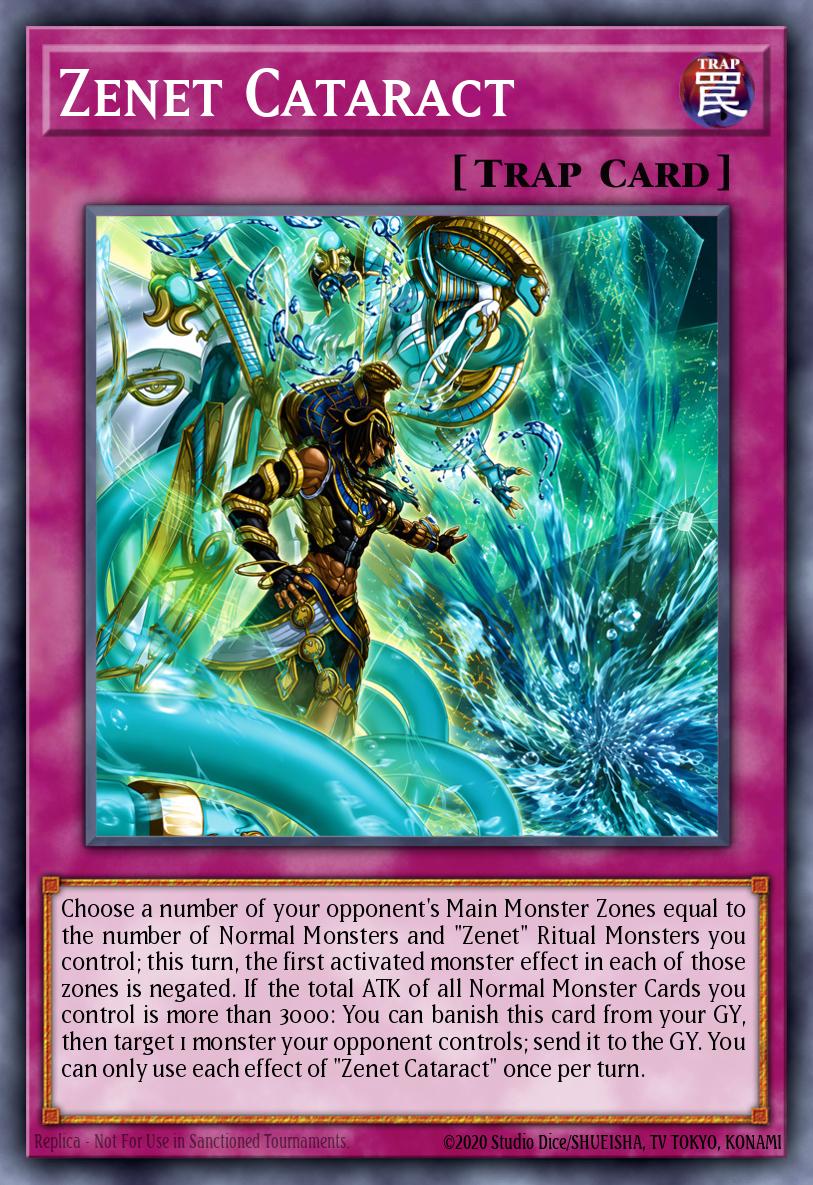 Zenet Cataract
TRAP
罠
[Trap Card]
Choose a number of your opponent's Main Monster Zones equal to
the number of Normal Monsters and "Zenet" Ritual Monsters you
control; this turn, the first activated monster effect in each of those
zones is negated. If the total ATK of all Normal Monster Cards you
control is more than 3000: You can banish this card from your GY,
then target 1 monster your opponent controls; send it to the GY. You
can only use each effect of "Zenet Cataract" once per turn.
Replica - Not For Use in Sanctioned Tournaments.
©2020 Studio Dice/SHUEISHA, TV TOKYO, KONAMI